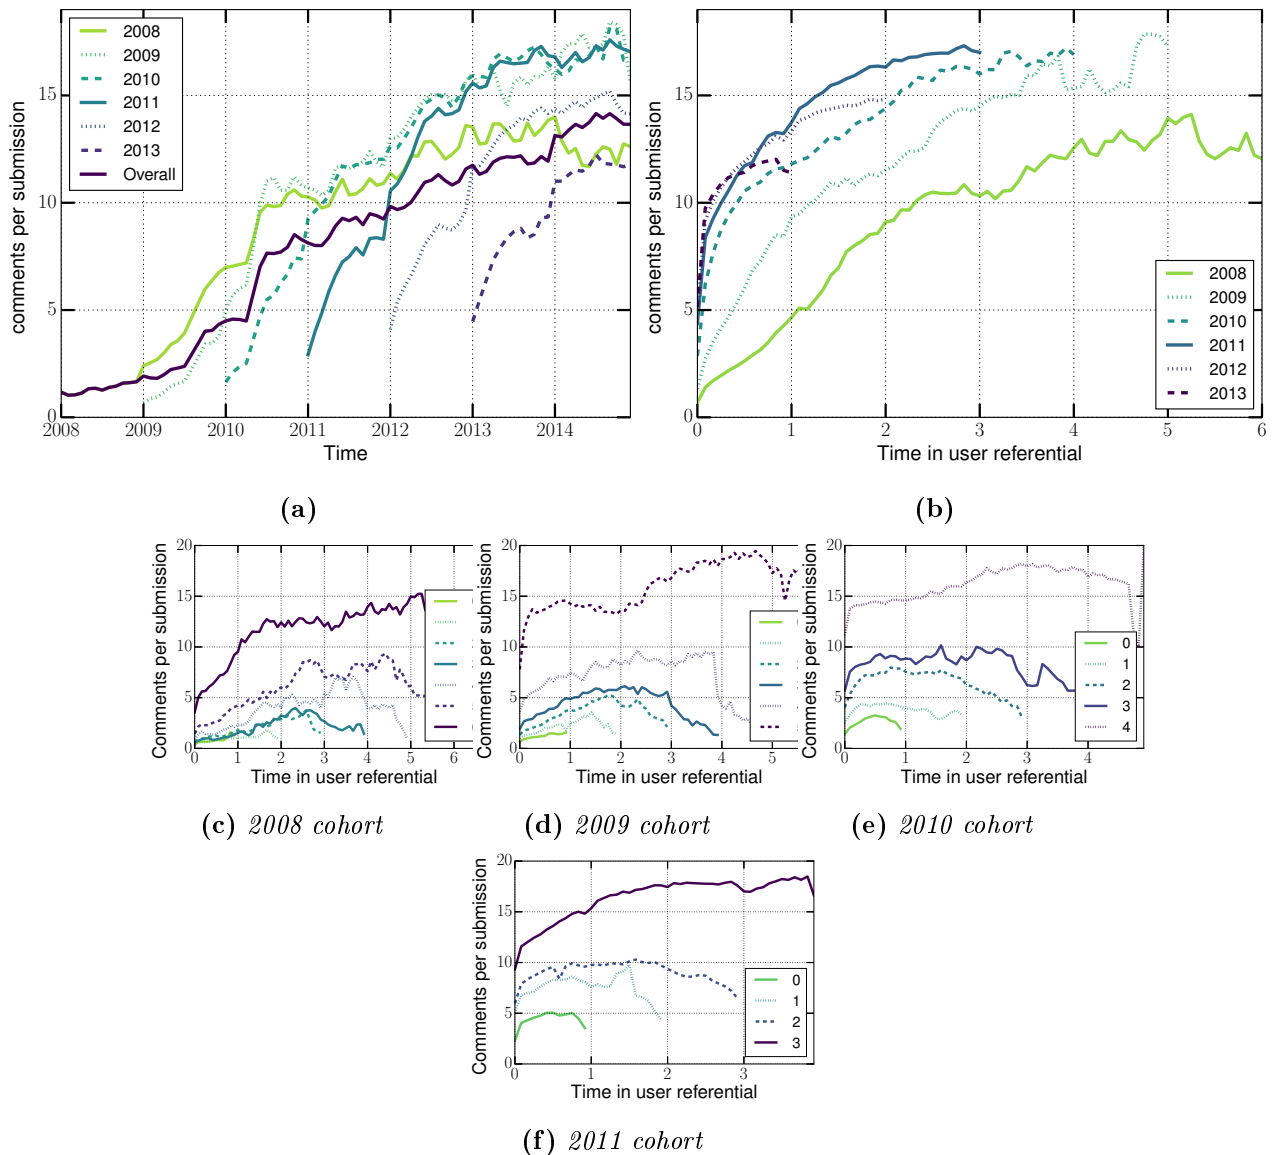 comments per submission
15
10
5
0
2008
2009
2010
2011
2012
2013
Overall
2008 2009 2010 2011 2012 2013 2014
Time
(a)
comments per submission
15
10
5
0
2008
2009
2010
2011
2012
2013
0 1 2 3 4 5 6
Time in user referential
(b)
Comments per submission
20
15
10
5
0
0 1 2 3 4 5 6
Time in user referential
(c) 2008 cohort
Comments per submission
20
15
10
5
0
0 1 2 3 4 5
Time in user referential
(d) 2009 cohort
Comments per submission
20
15
10
5
0
0
1
2
3
4
0 1 2 3 4
Time in user referential
(e) 2010 cohort
Comments per submission
20
15
10
5
0
0
1
2
3
0 1 2 3
Time in user referential
(f) 2011 cohort